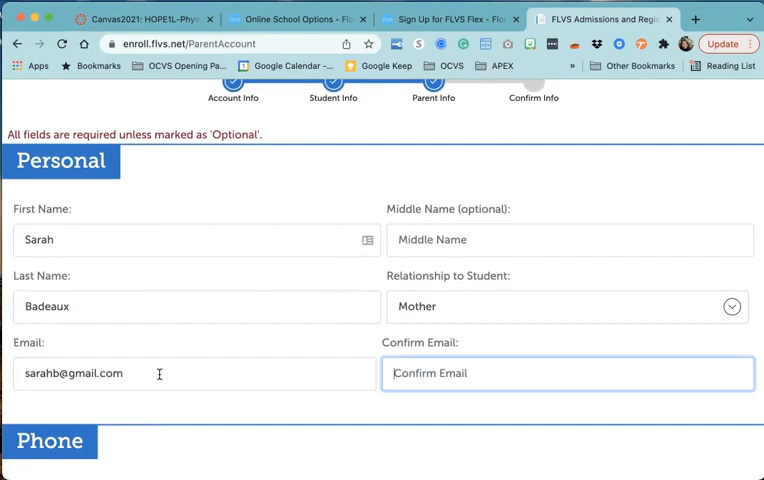 Canvas2021: HOPE1L-Phys
Online School Options - Flo
Sign Up for FLVS Flex - Flor
FLVS Admissions and Regis
enroll.flvs.net/ParentAccount
Update
Apps
Bookmarks
OCVS Opening Pa...
Google Calendar -...
Google Keep
OCVS
APEX
»
Other Bookmarks
Reading List
Account Info
Student Info
Parent Info
Confirm Info
All fields are required unless marked as 'Optional'.
Personal
First Name:
Middle Name (optional):
Sarah
Middle Name
Last Name:
Relationship to Student:
Badeaux
Mother
Email:
Confirm Email:
sarahb@gmail.com
Confirm Email
Phone